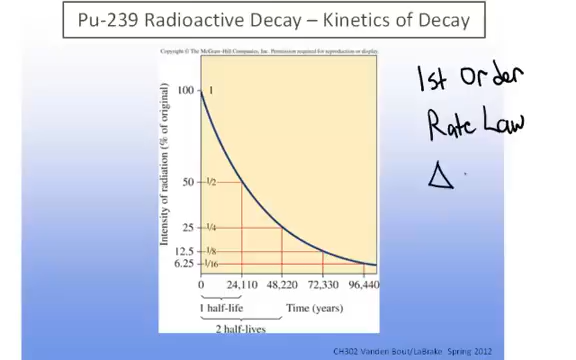 Pu-239 Radioactive Decay – Kinetics of Decay
Copyright © The McGraw-Hill Companies, Inc. Permission required for reproduction or display.
Intensity of radiation (% of original)
100
1
50
1/2
25
1/4
12.5
1/8
6.25
1/16
0 24,110 48,220 72,330 96,440
1 half-life
Time (years)
2 half-lives
1st Order
Rate Law
Δ
CH302 Vanden Bout/LaBrake Spring 2012